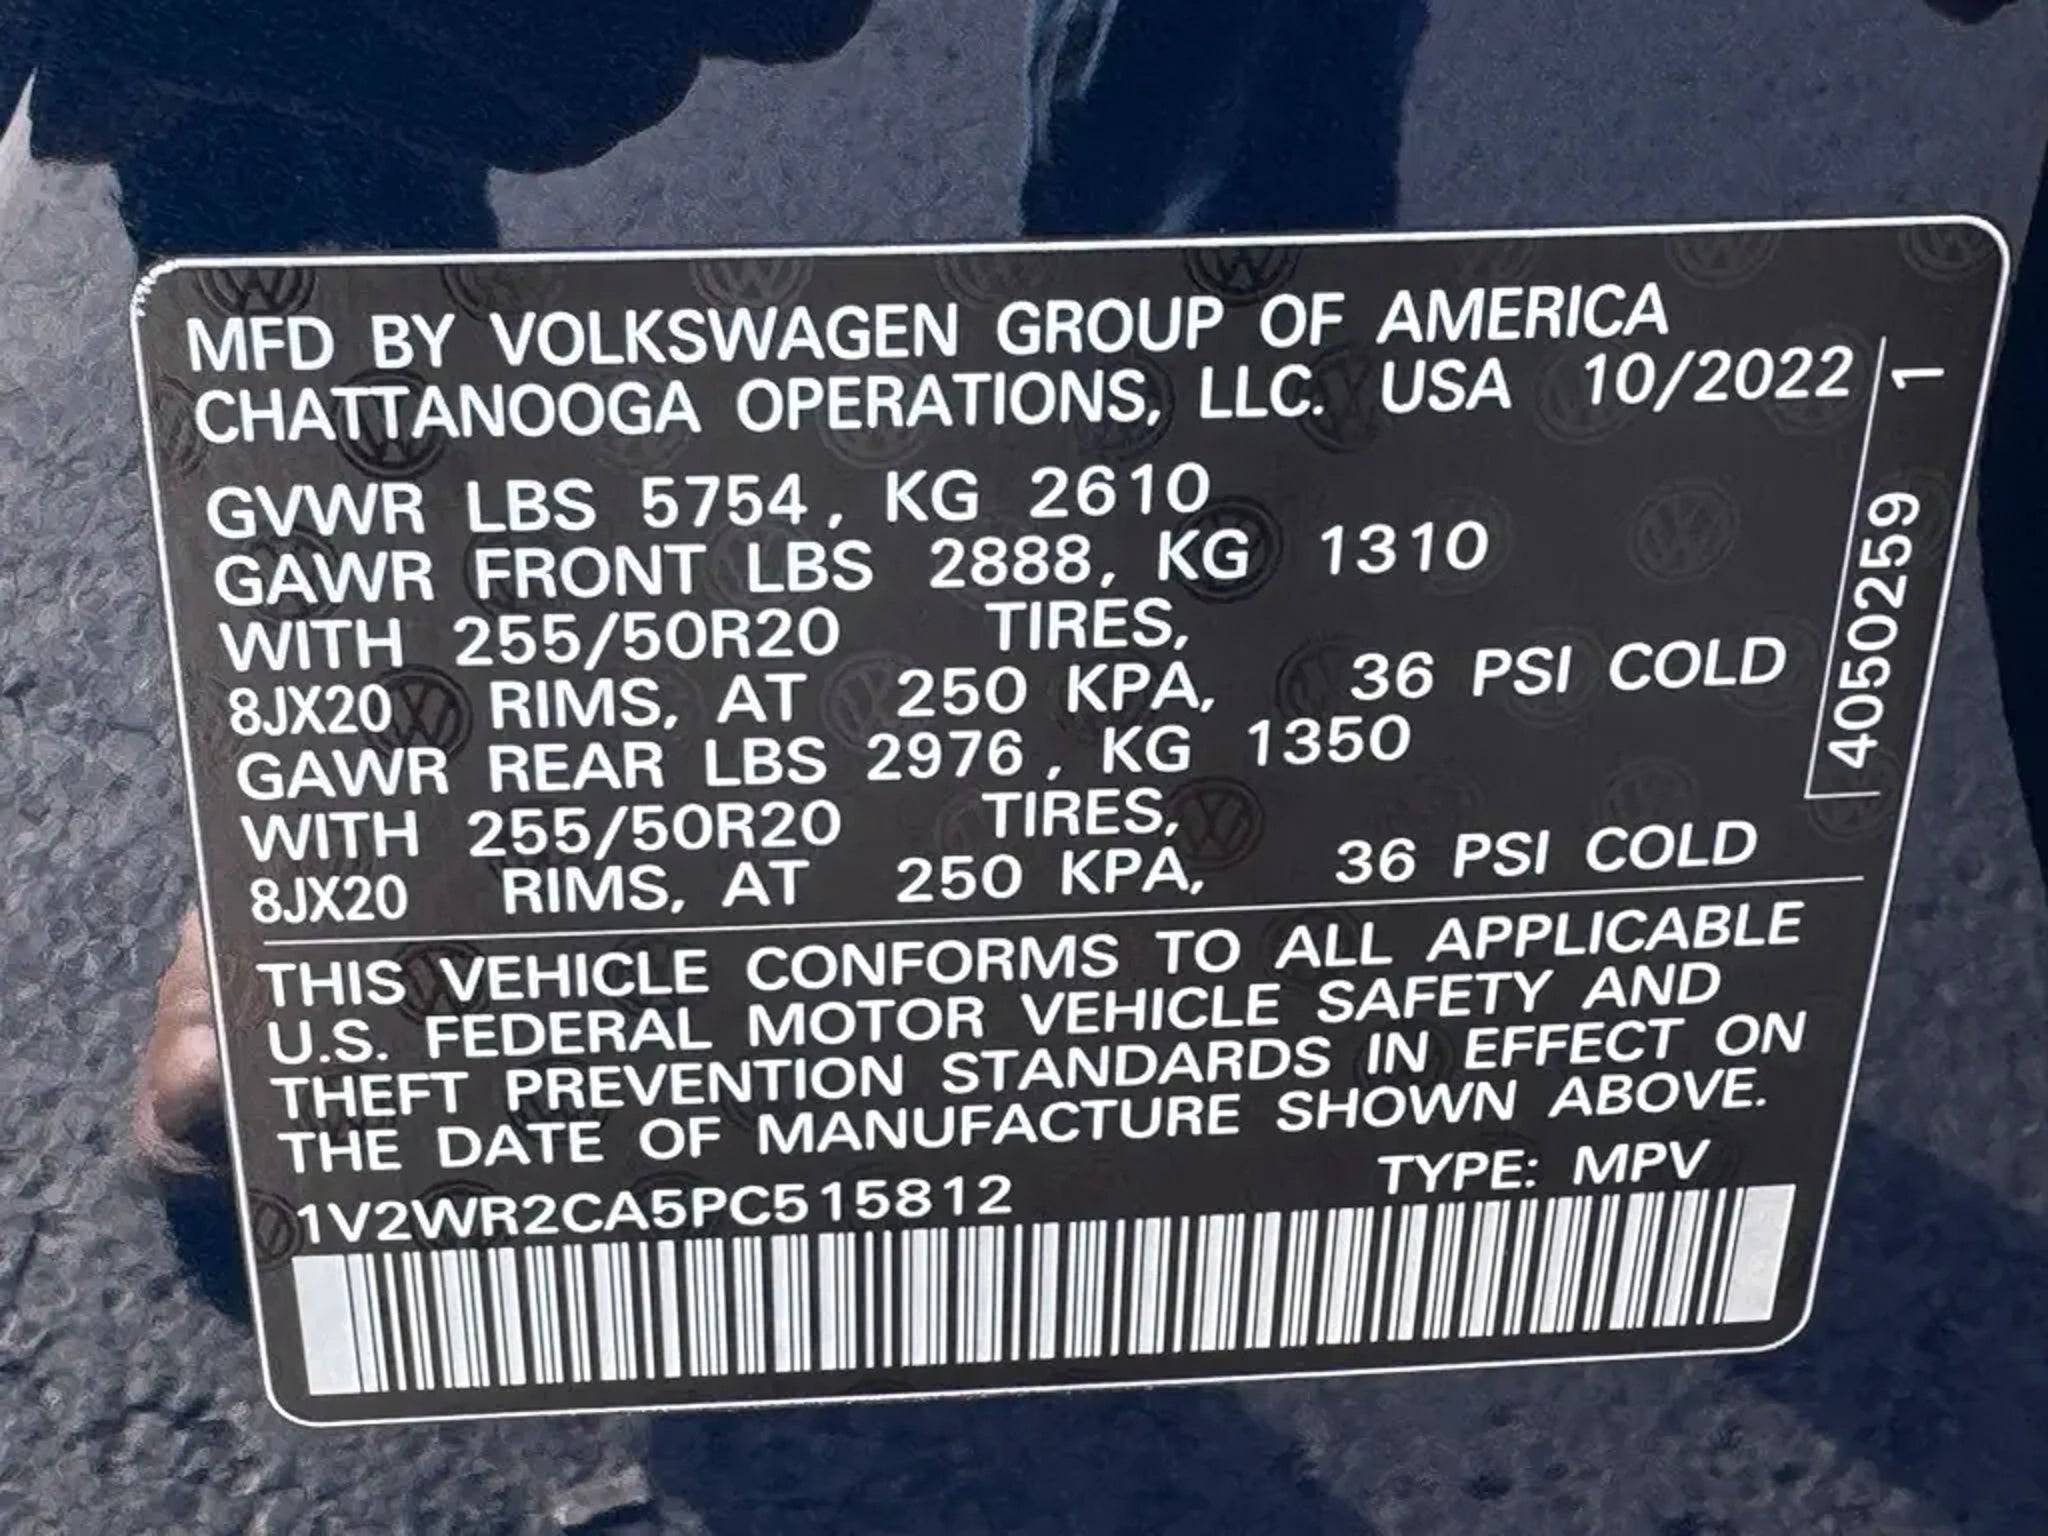 MFD BY VOLKSWAGEN GROUP OF AMERICA
CHATTANOOGA OPERATIONS, LLC. USA 10/2022
GVWR LBS 5754, KG 2610
GAWR FRONT LBS 2888, KG 1310
WITH 255/50R20 TIRES,
8JX20 RIMS, AT 250 KPA, 36 PSI COLD
GAWR REAR LBS 2976, KG 1350
WITH 255/50R20 TIRES,
8JX20 RIMS, AT 250 KPA, 36 PSI COLD
THIS VEHICLE CONFORMS TO ALL APPLICABLE
U.S. FEDERAL MOTOR VEHICLE SAFETY AND
THEFT PREVENTION STANDARDS IN EFFECT ON
THE DATE OF MANUFACTURE SHOWN ABOVE.
1V2WR2CA5PC515812 TYPE: MPV
4050259 1